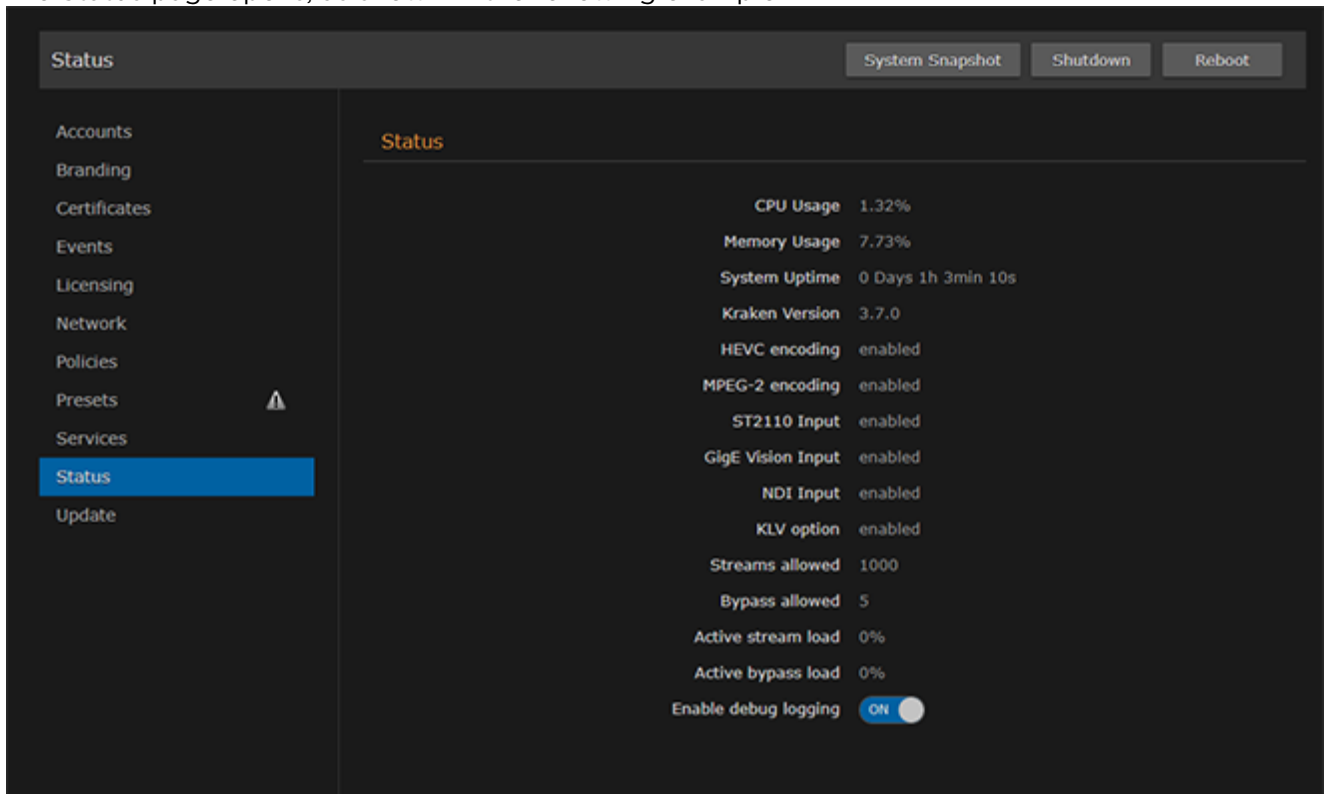 Status System Snapshot Shutdown Reboot
Accounts
Branding
Certificates
Events
Licensing
Network
Policies
Presets
Services
Status
Update
Status
CPU Usage 1.32%
Memory Usage 7.73%
System Uptime 0 Days 1h 3min 10s
Kraken Version 3.7.0
HEVC encoding enabled
MPEG-2 encoding enabled
ST2110 Input enabled
GigE Vision Input enabled
NDI Input enabled
KLV option enabled
Streams allowed 1000
Bypass allowed 5
Active stream load 0%
Active bypass load 0%
Enable debug logging ON